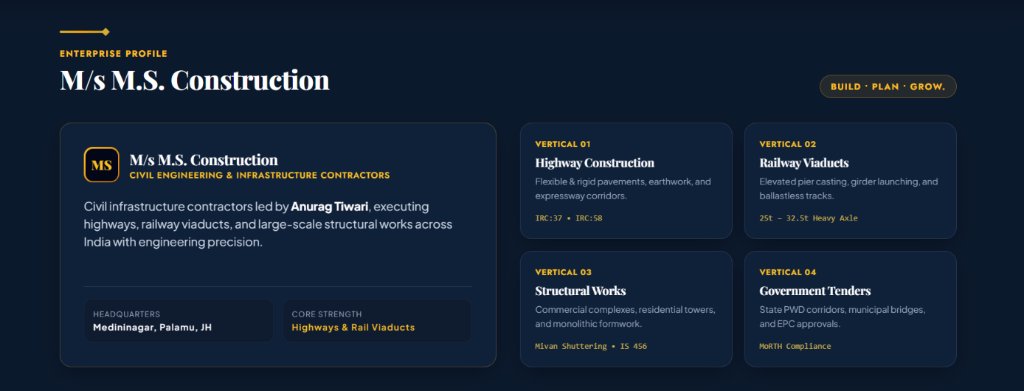 ENTERPRISE PROFILE
M/s M.S. Construction
BUILD · PLAN · GROW.
MS
M/s M.S. Construction
CIVIL ENGINEERING & INFRASTRUCTURE CONTRACTORS
Civil infrastructure contractors led by Anurag Tiwari, executing
highways, railway viaducts, and large-scale structural works across
India with engineering precision.
HEADQUARTERS
Medininagar, Palamu, JH
CORE STRENGTH
Highways & Rail Viaducts
VERTICAL 01
Highway Construction
Flexible & rigid pavements, earthwork, and
expressway corridors.
IRC:37 • IRC:58
VERTICAL 02
Railway Viaducts
Elevated pier casting, girder launching, and
ballastless tracks.
25t – 32.5t Heavy Axle
VERTICAL 03
Structural Works
Commercial complexes, residential towers,
and monolithic formwork.
Mivan Shuttering • IS 456
VERTICAL 04
Government Tenders
State PWD corridors, municipal bridges,
and EPC approvals.
MoRTH Compliance